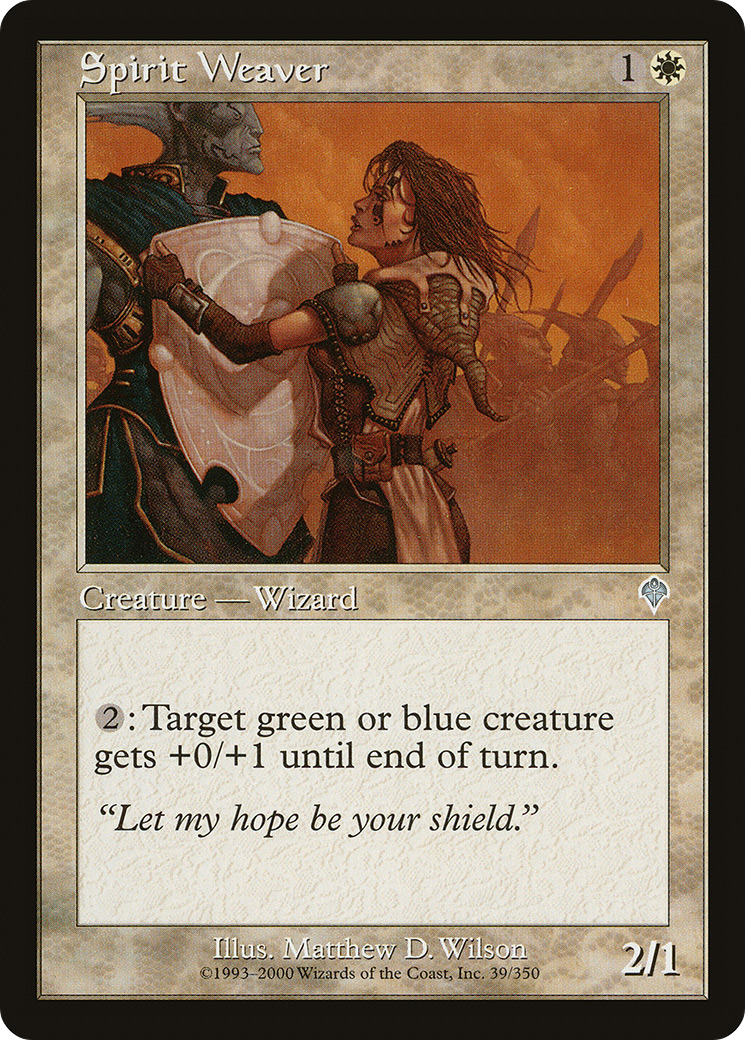 Spirit Weaver 1
Creature — Wizard
2: Target green or blue creature
gets +0/+1 until end of turn.
“Let my hope be your shield.”
Illus. Matthew D. Wilson
©1993–2000 Wizards of the Coast, Inc. 39/350
2/1